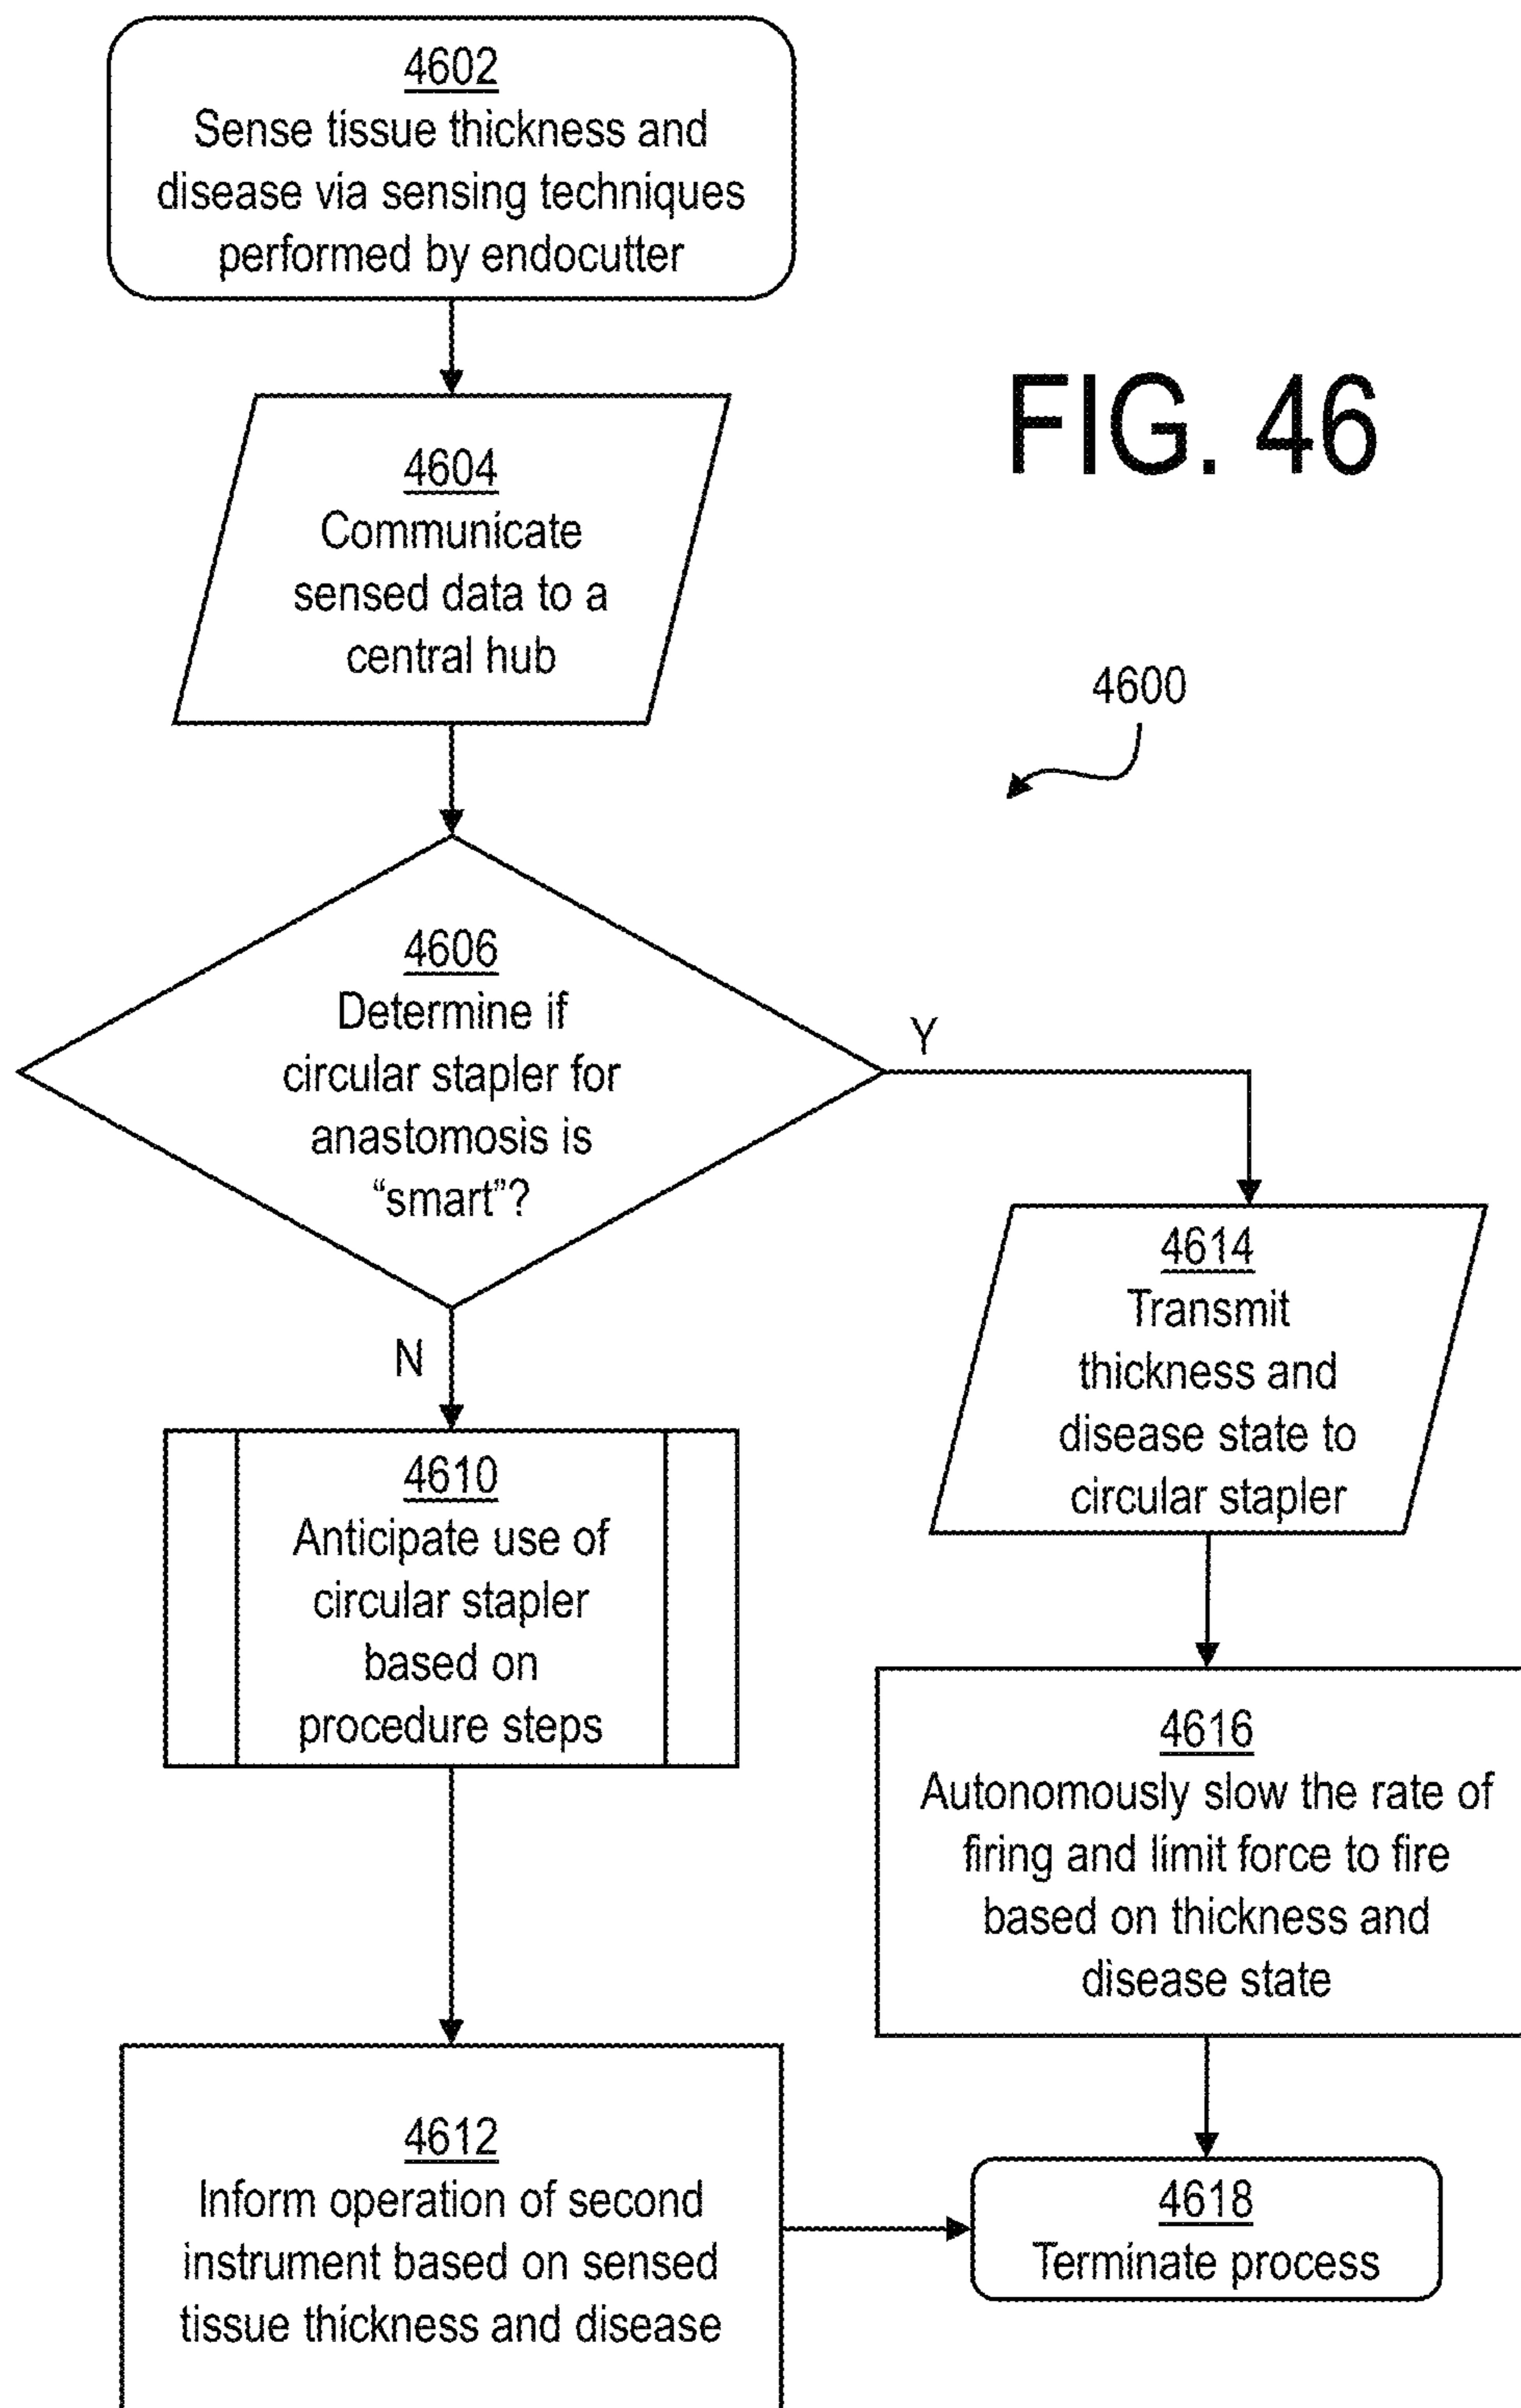 4602
Sense tissue thickness and
disease via sensing techniques
performed by endocutter
FIG. 46
4604
Communicate
sensed data to a
central hub
4600
4606
Determine if
circular stapler for
anastomosis is
“smart”?
Y
N
4614
Transmit
thickness and
disease state to
circular stapler
4610
Anticipate use of
circular stapler
based on
procedure steps
4616
Autonomously slow the rate of
firing and limit force to fire
based on thickness and
disease state
4612
Inform operation of second
instrument based on sensed
tissue thickness and disease
4618
Terminate process